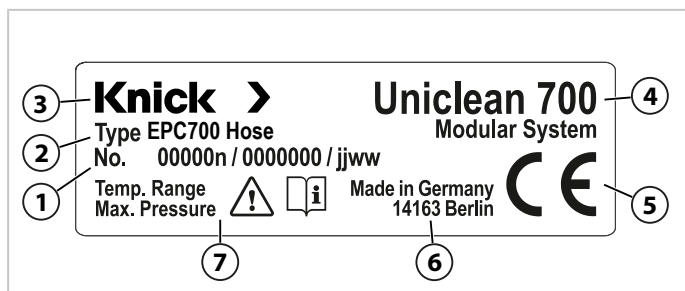 Knick >
Uniclean 700
Modular System
Type EPC700 Hose
No. 00000n / 0000000 / jjww
Temp. Range
Max. Pressure
Made in Germany
14163 Berlin
CE
3
2
1
4
5
7
6